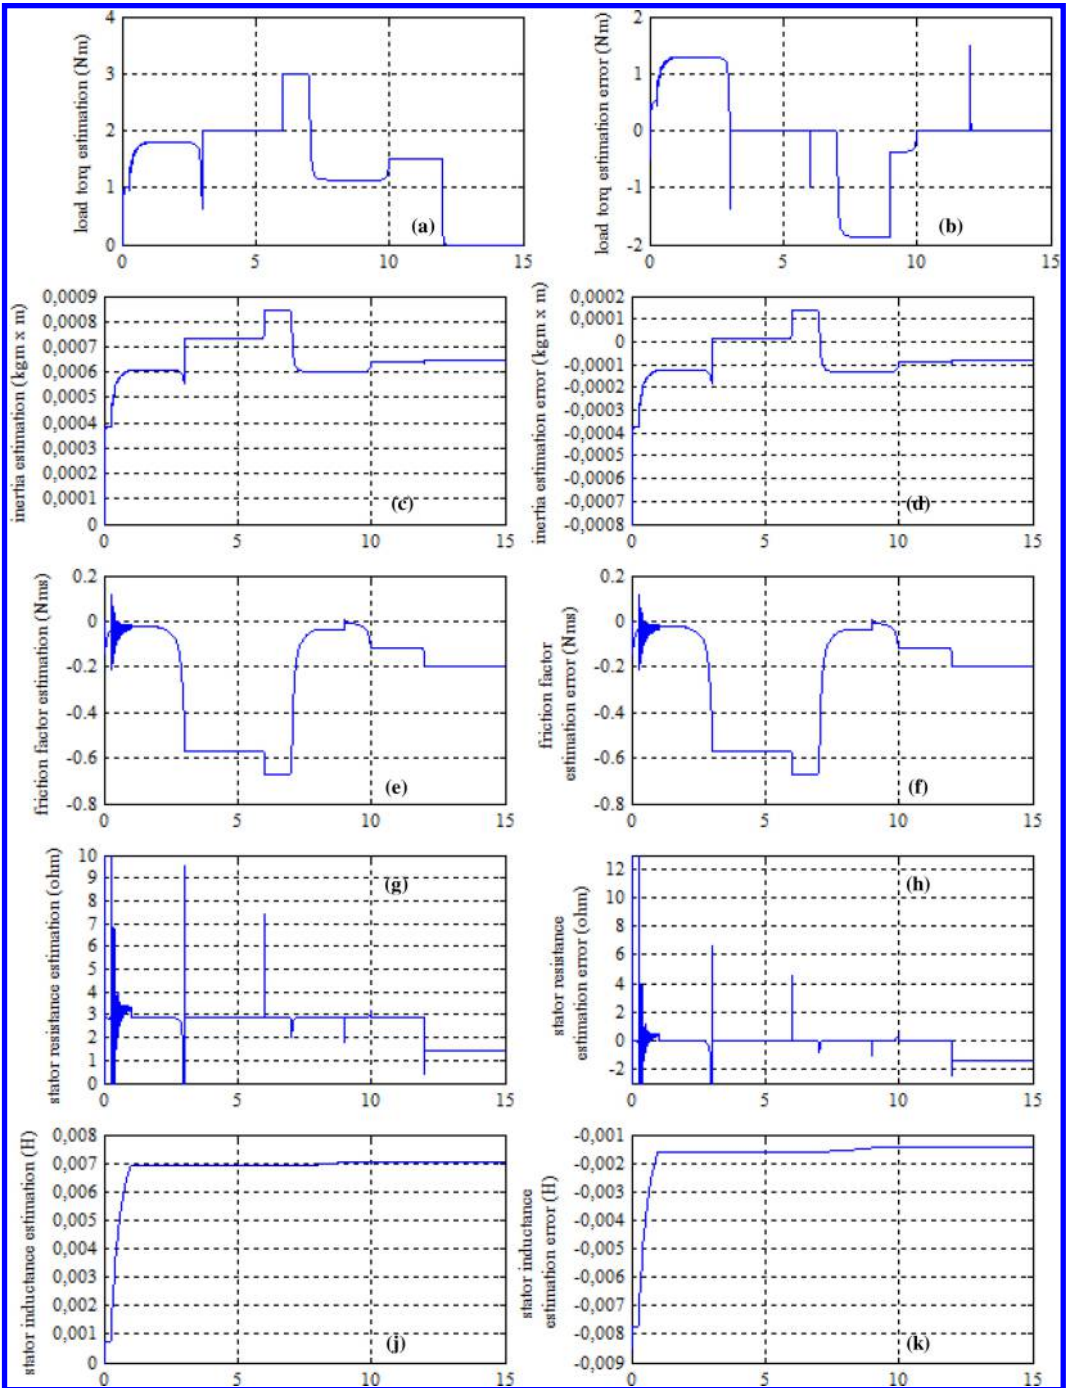 load torq estimation (Nm)
4
3
2
1
0
0 5 10 15
(a)
load torq estimation error (Nm)
2
1
0
-1
-2
0 5 10 15
(b)
inertia estimation (kgm x m)
0,0009
0,0008
0,0007
0,0006
0,0005
0,0004
0,0003
0,0002
0,0001
0
0 5 10 15
(c)
inertia estimation error (kgm x m)
0,0002
0,0001
0
-0,0001
-0,0002
-0,0003
-0,0004
-0,0005
-0,0006
-0,0007
-0,0008
0 5 10 15
(d)
friction factor estimation (Nms)
0.2
0
-0.2
-0.4
-0.6
-0.8
0 5 10 15
(e)
friction factor
estimation error (Nms)
0.2
0
-0.2
-0.4
-0.6
-0.8
0 5 10 15
(f)
stator resistance estimation (ohm)
10
9
8
7
6
5
4
3
2
1
0
0 5 10 15
(g)
stator resistance
estimation error (ohm)
12
10
8
6
4
2
0
-2
0 5 10 15
(h)
stator inductance estimation (H)
0,008
0,007
0,006
0,005
0,004
0,003
0,002
0,001
0
0 5 10 15
(j)
stator inductance
estimation error (H)
-0,001
-0,002
-0,003
-0,004
-0,005
-0,006
-0,007
-0,008
-0,009
0 5 10 15
(k)